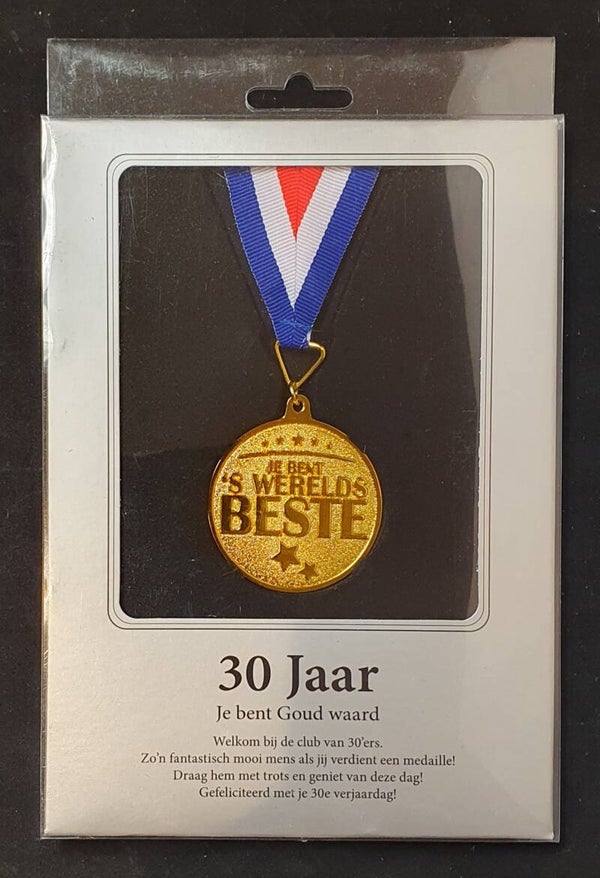 JE BENT
'S WERELDS
BESTE
30 Jaar
Je bent Goud waard
Welkom bij de club van 30'ers.
Zo'n fantastisch mooi mens als jij verdient een medaille!
Draag hem met trots en geniet van deze dag!
Gefeliciteerd met je 30e verjaardag!